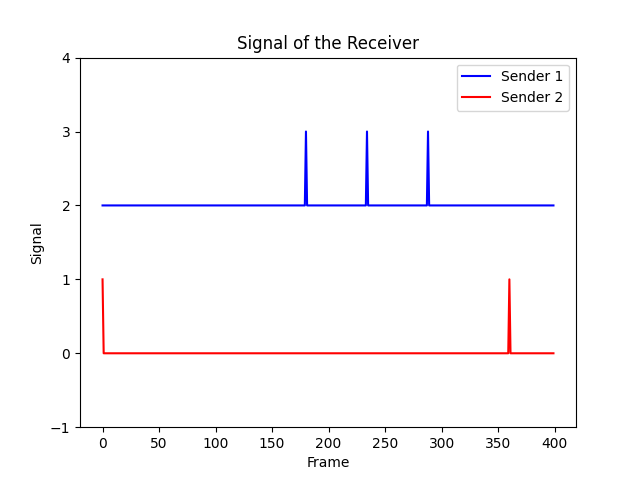 Signal of the Receiver
Sender 1
Sender 2
4
3
2
1
0
−1
Signal
0 50 100 150 200 250 300 350 400
Frame